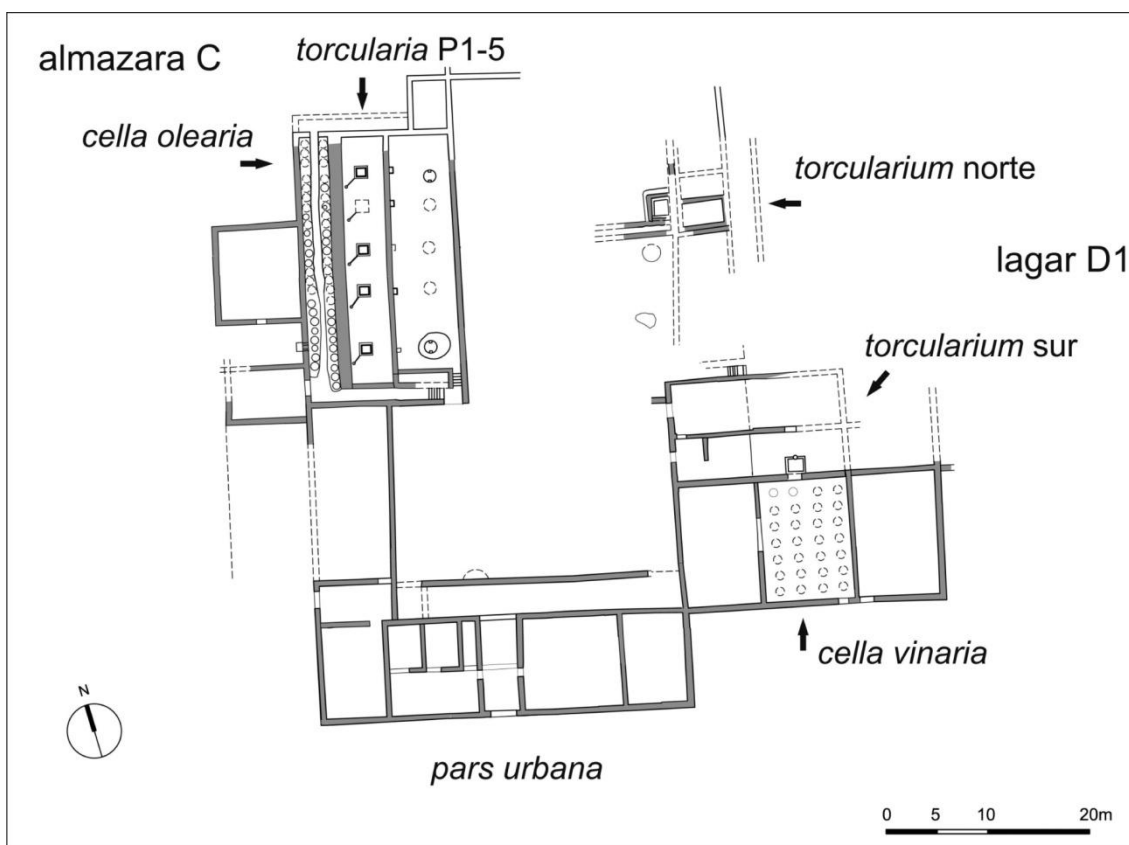 almazara C
torcularia P1-5
cella olearia
torcularium norte
lagar D1
torcularium sur
cella vinaria
pars urbana
N
0 5 10 20m